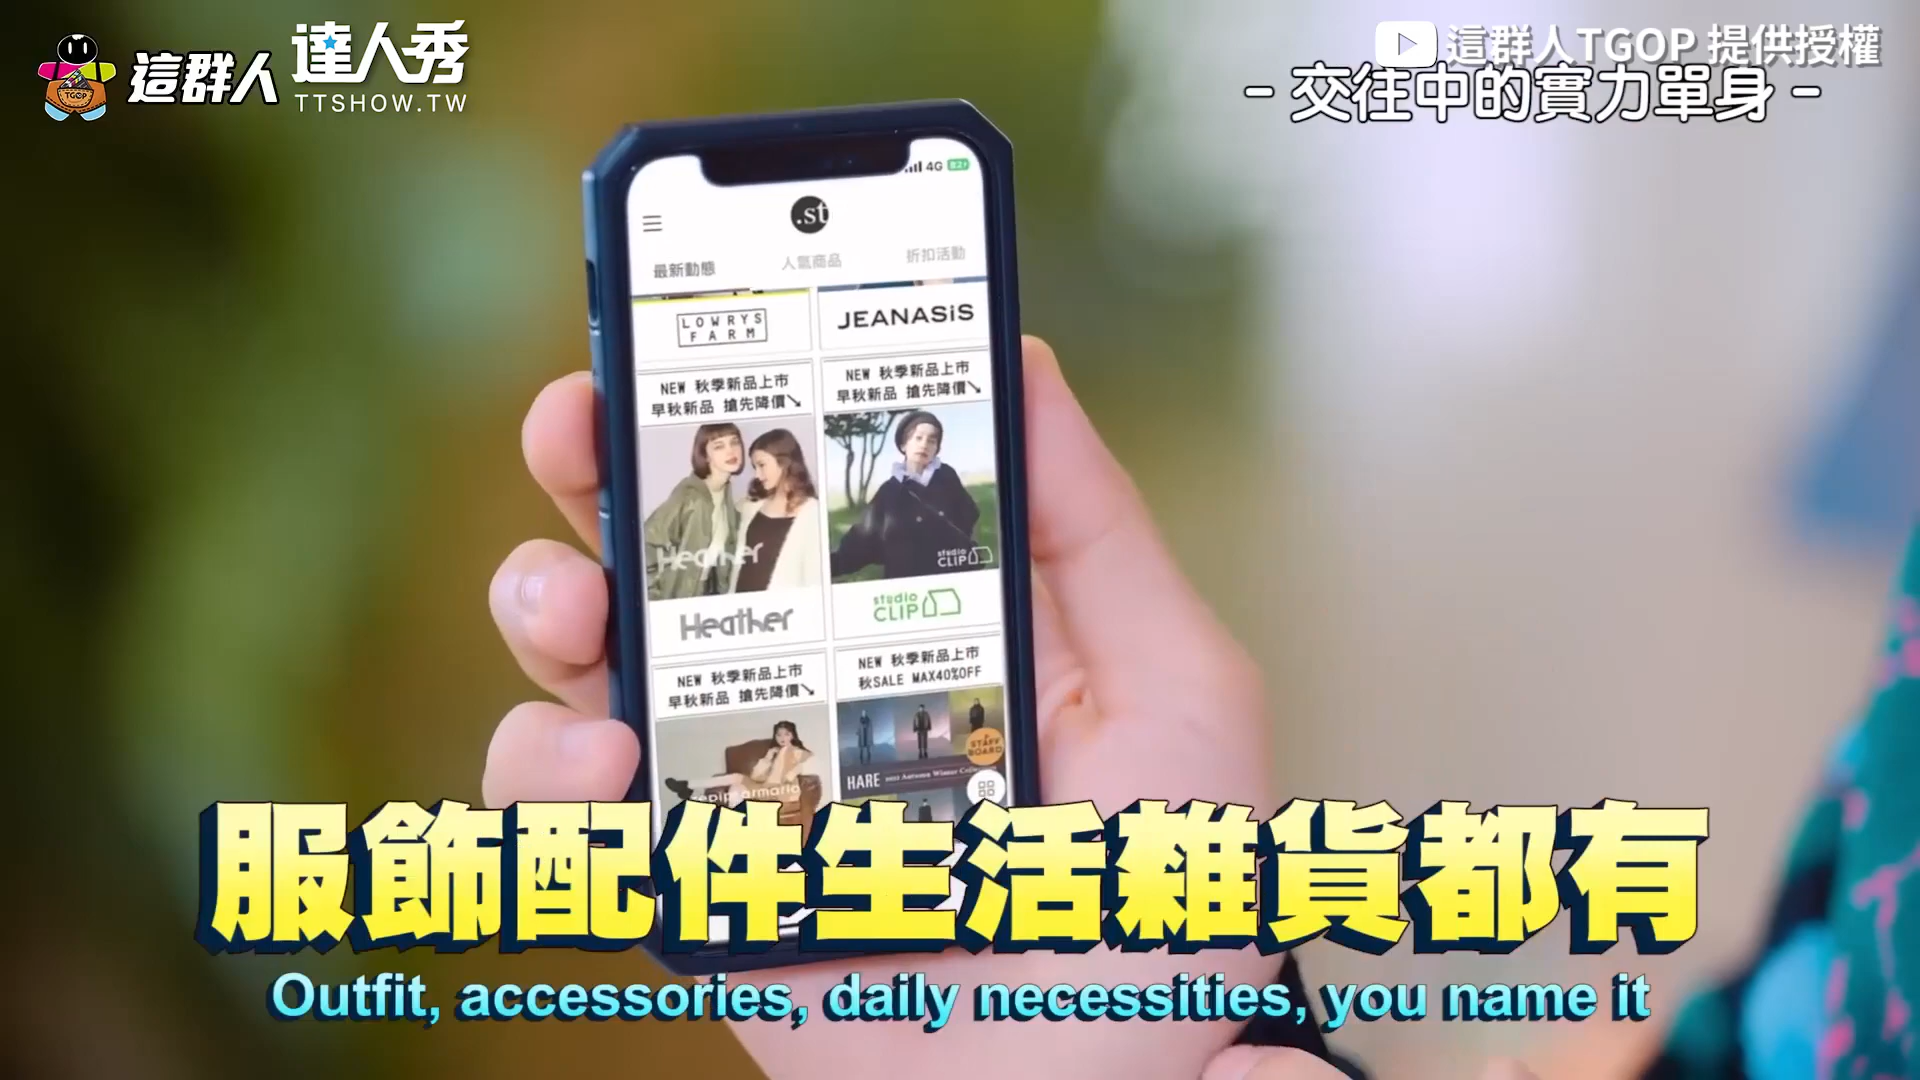 這群人 達人秀
TTSHOW.TW
TGOP
這群人TGOP 提供授權
- 交往中的實力單身 -
4G
82
.st
最新動態 人氣商品 折扣活動
LOWRYS
FARM
JEANASiS
NEW 秋季新品上市
早秋新品 搶先降價↘
NEW 秋季新品上市
早秋新品 搶先降價↘
Heather
studio
CLIP
Heather
studio
CLIP
NEW 秋季新品上市
早秋新品 搶先降價↘
NEW 秋季新品上市
秋SALE MAX40%OFF
STAFF
BOARD
HARE
服飾配件生活雜貨都有
Outfit, accessories, daily necessities, you name it